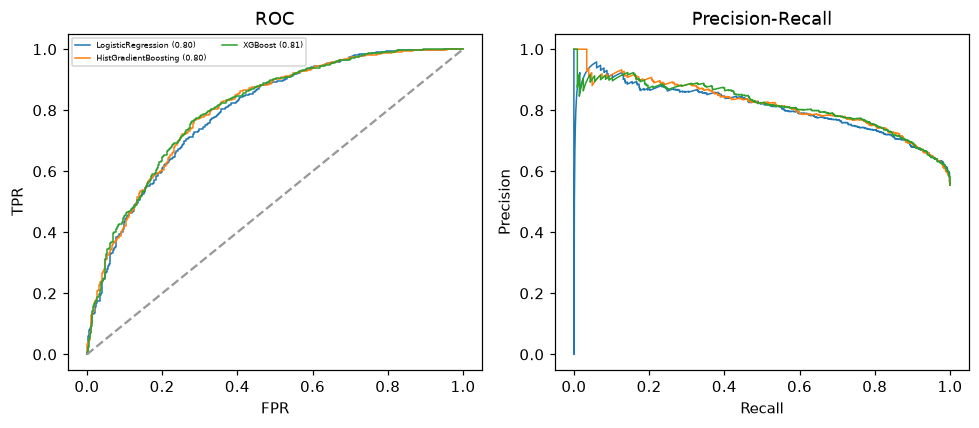 ROC
LogisticRegression (0.80)
HistGradientBoosting (0.80)
XGBoost (0.81)
1.0
0.8
0.6
0.4
0.2
0.0
TPR
0.0 0.2 0.4 0.6 0.8 1.0
FPR
Precision-Recall
1.0
0.8
0.6
0.4
0.2
0.0
Precision
0.0 0.2 0.4 0.6 0.8 1.0
Recall